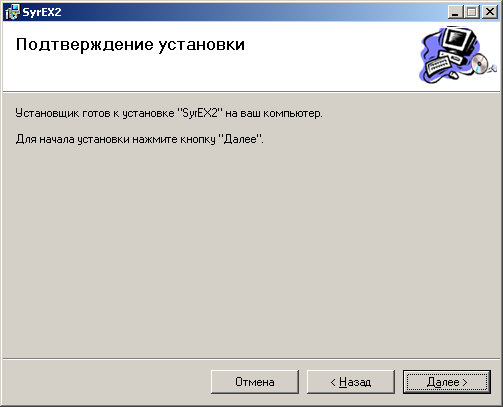 SyrEX2
Подтверждение установки
Установщик готов к установке "SyrEX2" на ваш компьютер.
Для начала установки нажмите кнопку "Далее".
Отмена
< Назад
Далее >